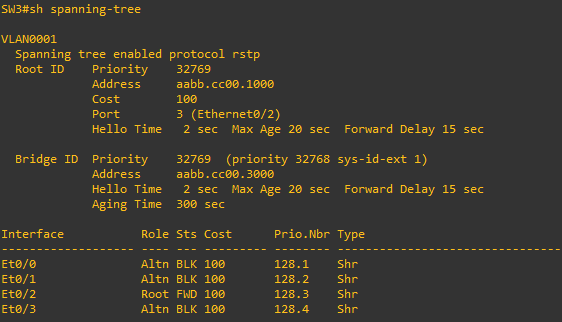 SW3#sh spanning-tree
VLAN0001
Spanning tree enabled protocol rstp
Root ID Priority 32769
Address aabb.cc00.1000
Cost 100
Port 3 (Ethernet0/2)
Hello Time 2 sec Max Age 20 sec Forward Delay 15 sec
Bridge ID Priority 32769 (priority 32768 sys-id-ext 1)
Address aabb.cc00.3000
Hello Time 2 sec Max Age 20 sec Forward Delay 15 sec
Aging Time 300 sec
Interface Role Sts Cost Prio.Nbr Type
------------------- ---- --- --------- -------- --------------------------------
Et0/0 Altn BLK 100 128.1 Shr
Et0/1 Altn BLK 100 128.2 Shr
Et0/2 Root FWD 100 128.3 Shr
Et0/3 Altn BLK 100 128.4 Shr